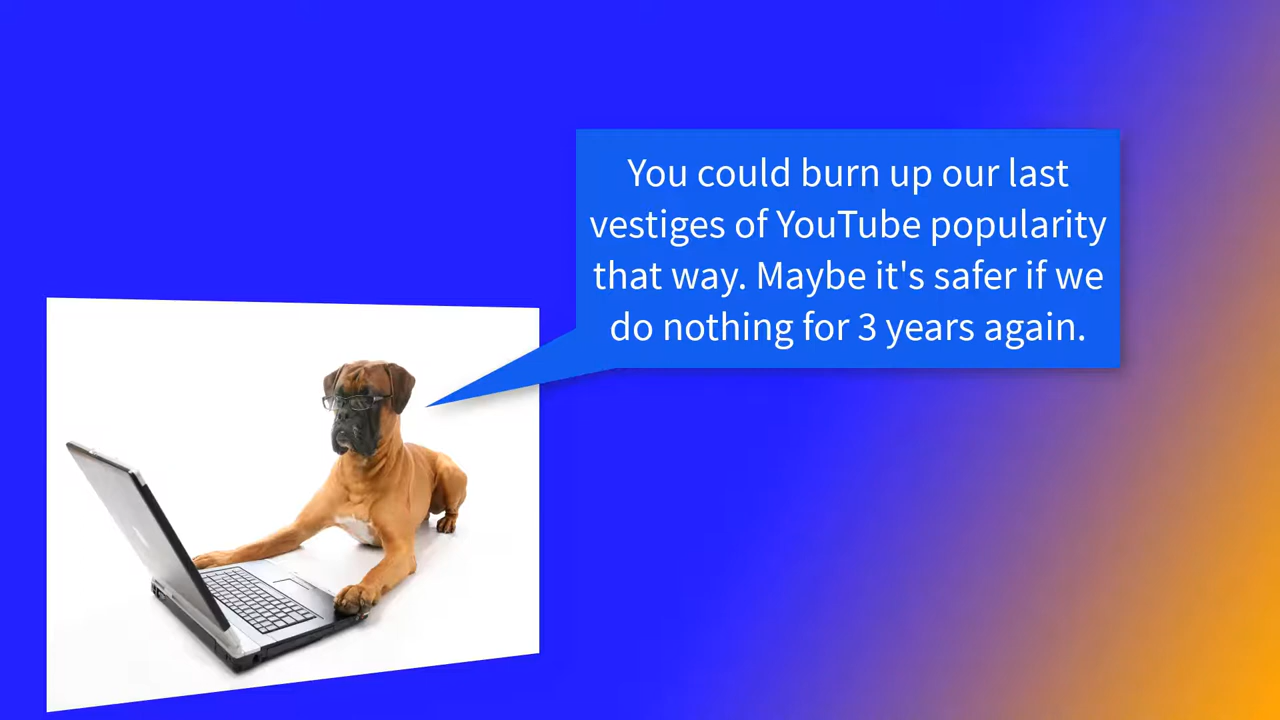 You could burn up our last
vestiges of YouTube popularity
that way. Maybe it's safer if we
do nothing for 3 years again.